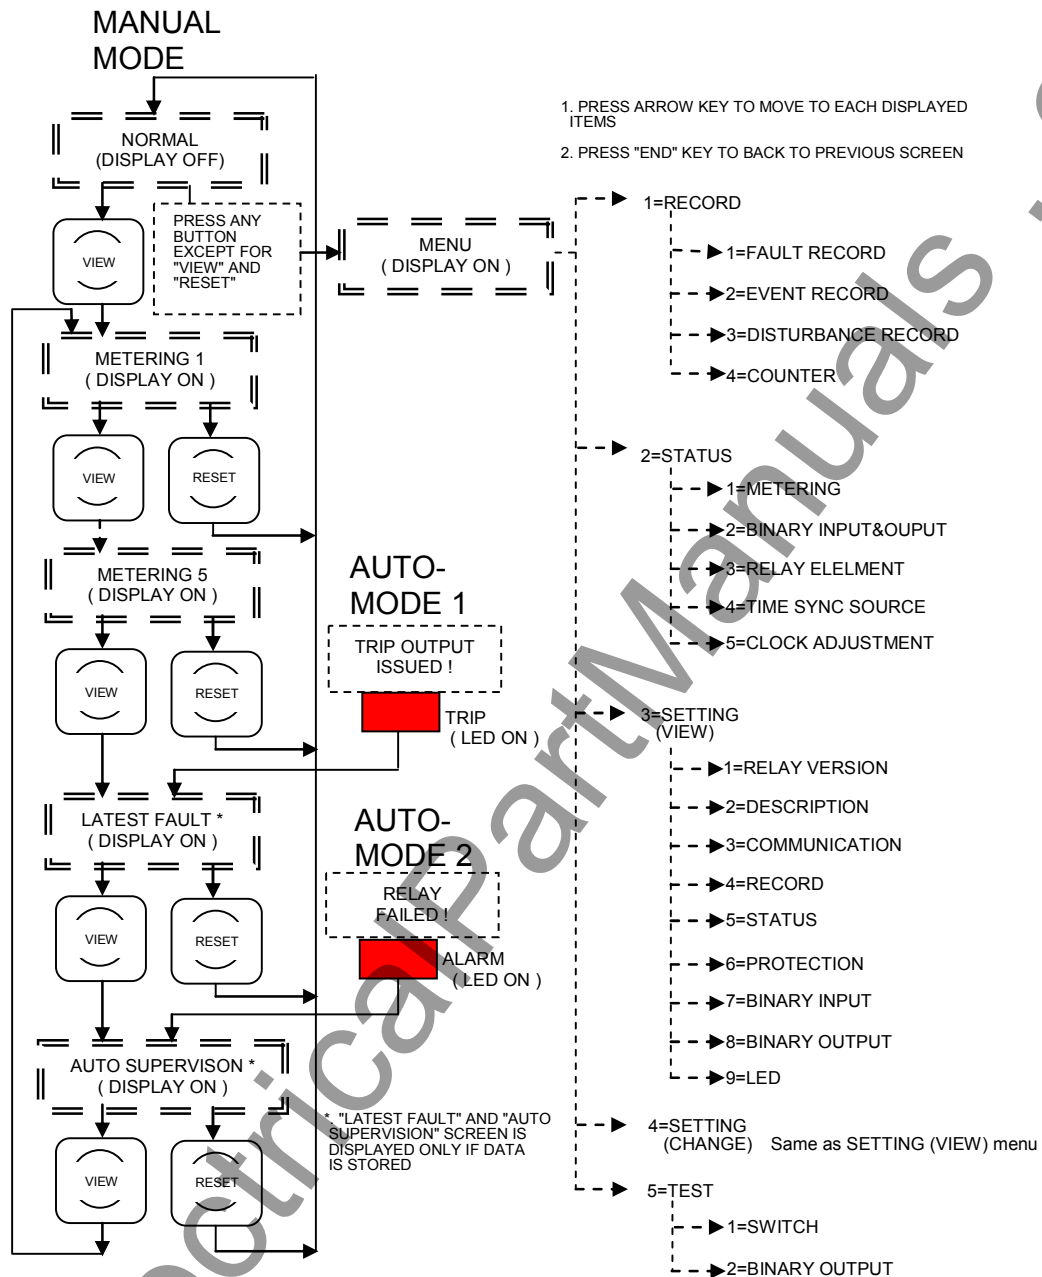 MANUAL
MODE
NORMAL
(DISPLAY OFF)
VIEW
PRESS ANY
BUTTON
EXCEPT FOR
"VIEW" AND
"RESET"
METERING 1
( DISPLAY ON )
VIEW
RESET
METERING 5
( DISPLAY ON )
VIEW
RESET
LATEST FAULT *
( DISPLAY ON )
VIEW
RESET
AUTO SUPERVISON *
( DISPLAY ON )
VIEW
RESET
AUTO-
MODE 1
TRIP OUTPUT
ISSUED !
TRIP
( LED ON )
AUTO-
MODE 2
RELAY
FAILED !
ALARM
( LED ON )
*. "LATEST FAULT" AND "AUTO
SUPERVISION" SCREEN IS
DISPLAYED ONLY IF DATA
IS STORED
MENU
( DISPLAY ON )
1. PRESS ARROW KEY TO MOVE TO EACH DISPLAYED
ITEMS
2. PRESS "END" KEY TO BACK TO PREVIOUS SCREEN
1=RECORD
1=FAULT RECORD
2=EVENT RECORD
3=DISTURBANCE RECORD
4=COUNTER
2=STATUS
1=METERING
2=BINARY INPUT&OUPUT
3=RELAY ELELMENT
4=TIME SYNC SOURCE
5=CLOCK ADJUSTMENT
3=SETTING
(VIEW)
1=RELAY VERSION
2=DESCRIPTION
3=COMMUNICATION
4=RECORD
5=STATUS
6=PROTECTION
7=BINARY INPUT
8=BINARY OUTPUT
9=LED
4=SETTING
(CHANGE) Same as SETTING (VIEW) menu
5=TEST
1=SWITCH
2=BINARY OUTPUT
ectricalPartManuals